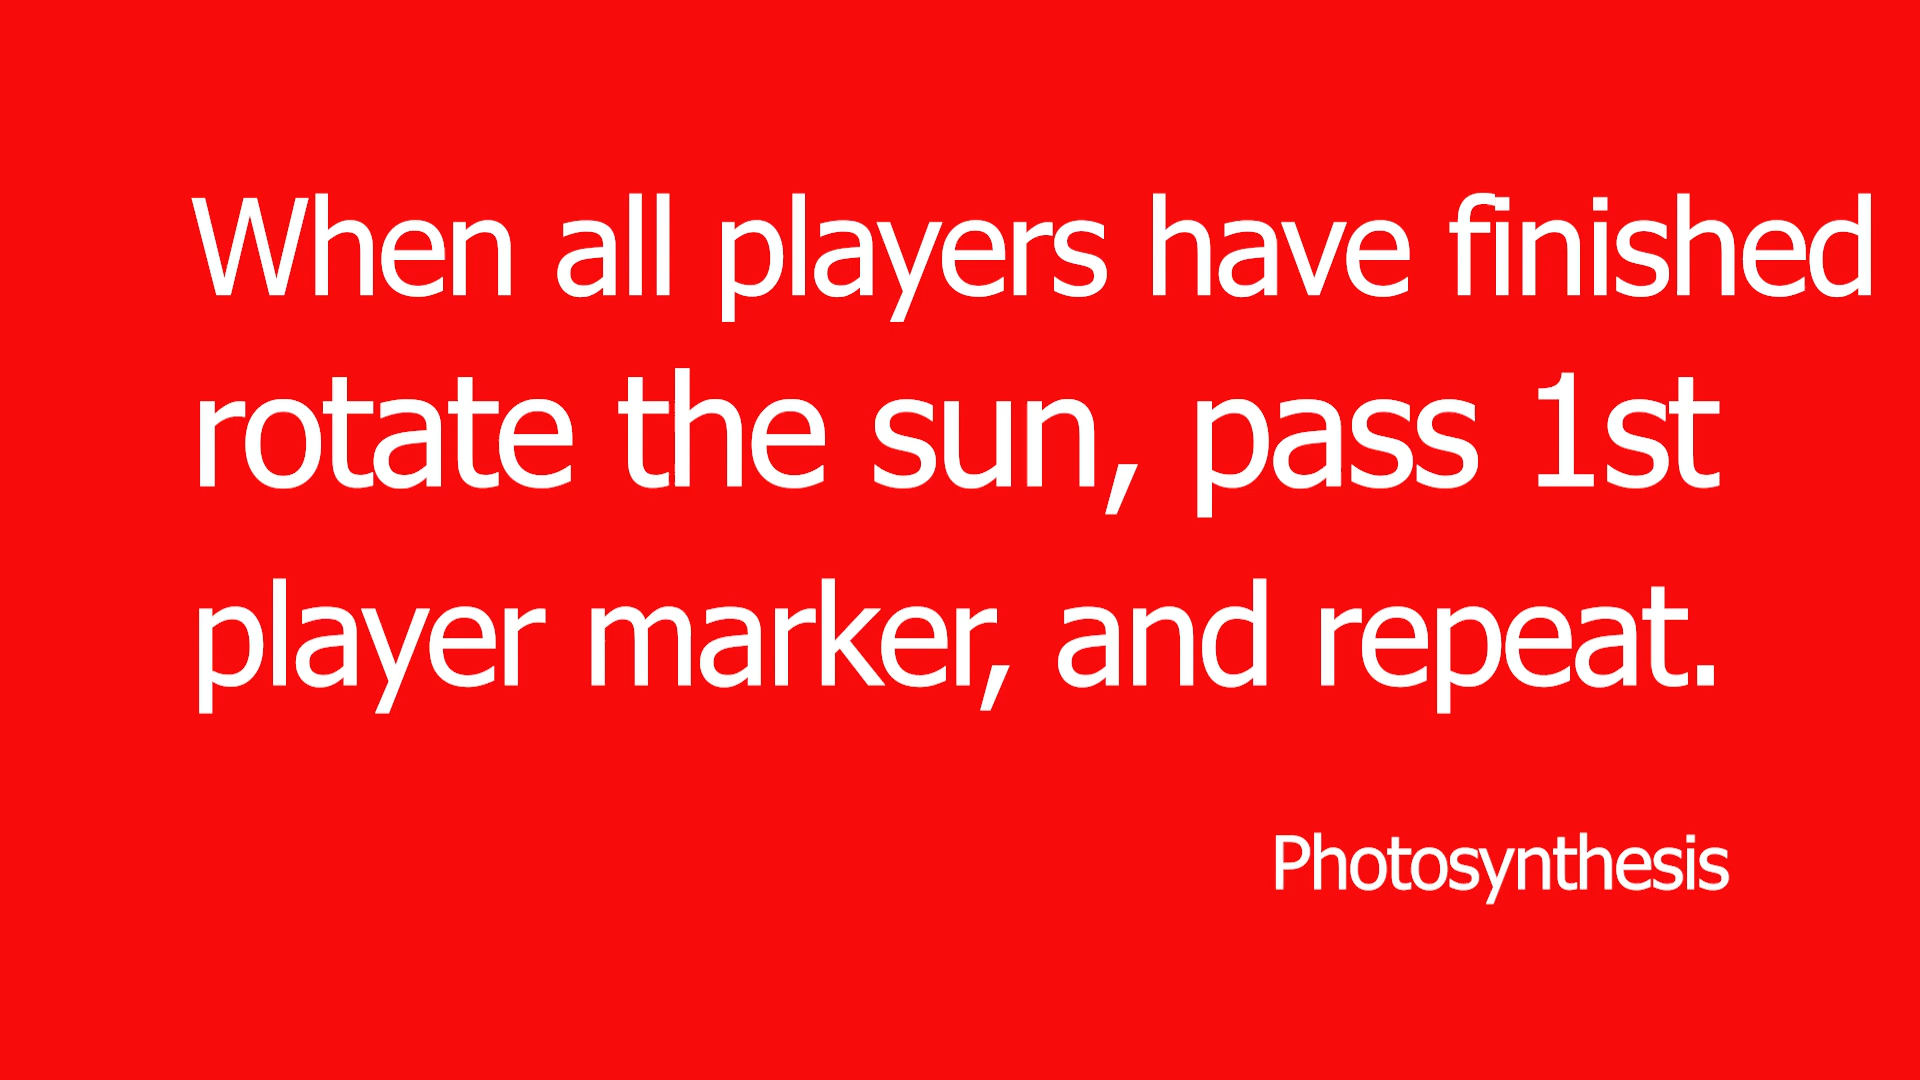 When all players have finished
rotate the sun, pass 1st
player marker, and repeat.
Photosynthesis